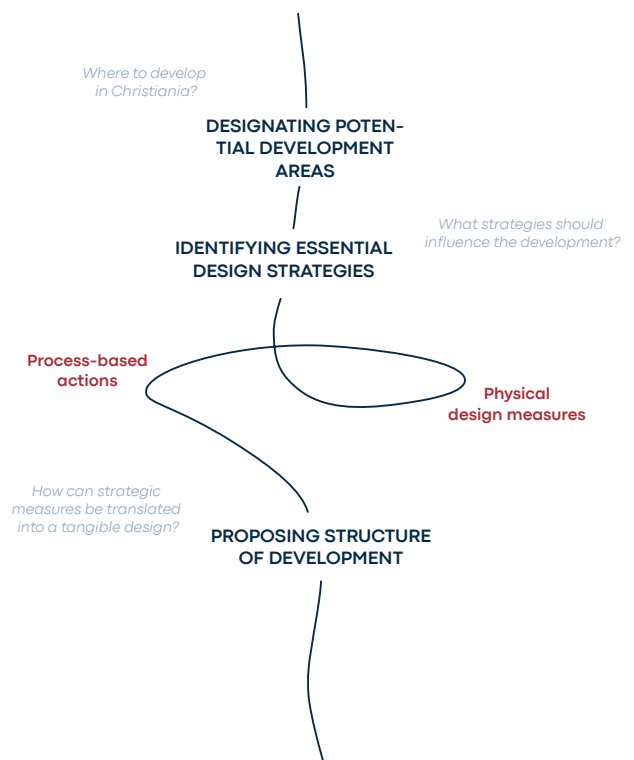 Where to develop
in Christiania?
DESIGNATING POTEN-
TIAL DEVELOPMENT
AREAS
What strategies should
influence the development?
IDENTIFYING ESSENTIAL
DESIGN STRATEGIES
Process-based
actions
Physical
design measures
How can strategic
measures be translated
into a tangible design?
PROPOSING STRUCTURE
OF DEVELOPMENT